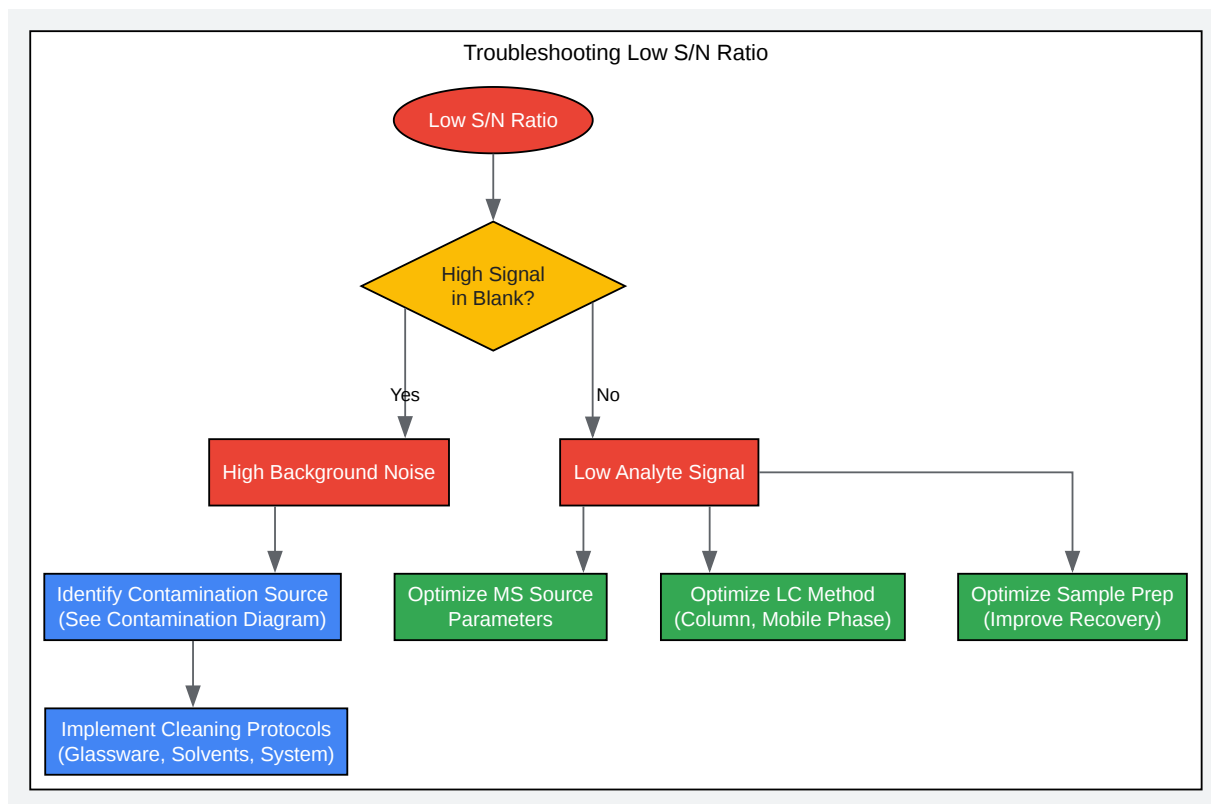 Troubleshooting Low S/N Ratio
Low S/N Ratio
High Signal
in Blank?
Yes
No
High Background Noise
Low Analyte Signal
Identify Contamination Source
(See Contamination Diagram)
Optimize MS Source
Parameters
Optimize LC Method
(Column, Mobile Phase)
Optimize Sample Prep
(Improve Recovery)
Implement Cleaning Protocols
(Glassware, Solvents, System)